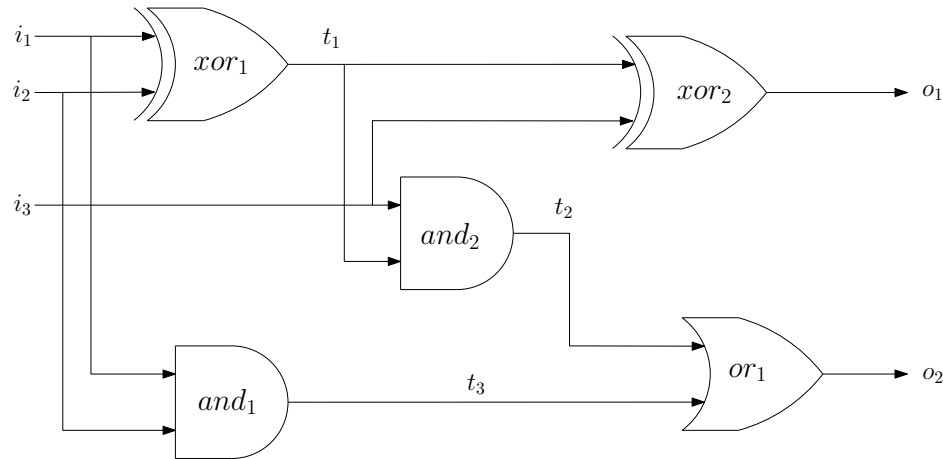 i₁
xor₁
t₁
xor₂
i₂
o₁
i₃
and₂
t₂
and₁
t₃
or₁
o₂